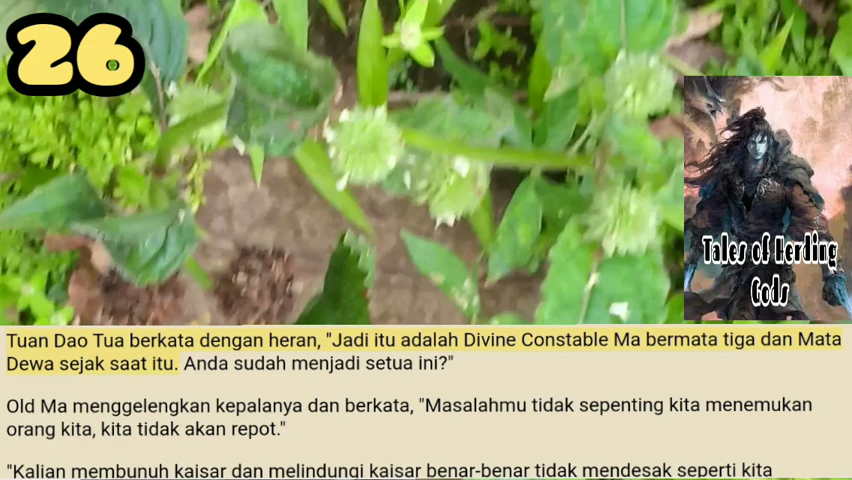 26
Tales of Herding
Gods
Tuan Dao Tua berkata dengan heran, "Jadi itu adalah Divine Constable Ma bermata tiga dan Mata
Dewa sejak saat itu. Anda sudah menjadi setua ini?"
Old Ma menggelengkan kepalanya dan berkata, "Masalahmu tidak sepenting kita menemukan
orang kita, kita tidak akan repot."
"Kalian membunuh kaisar dan melindungi kaisar benar-benar tidak mendesak seperti kita